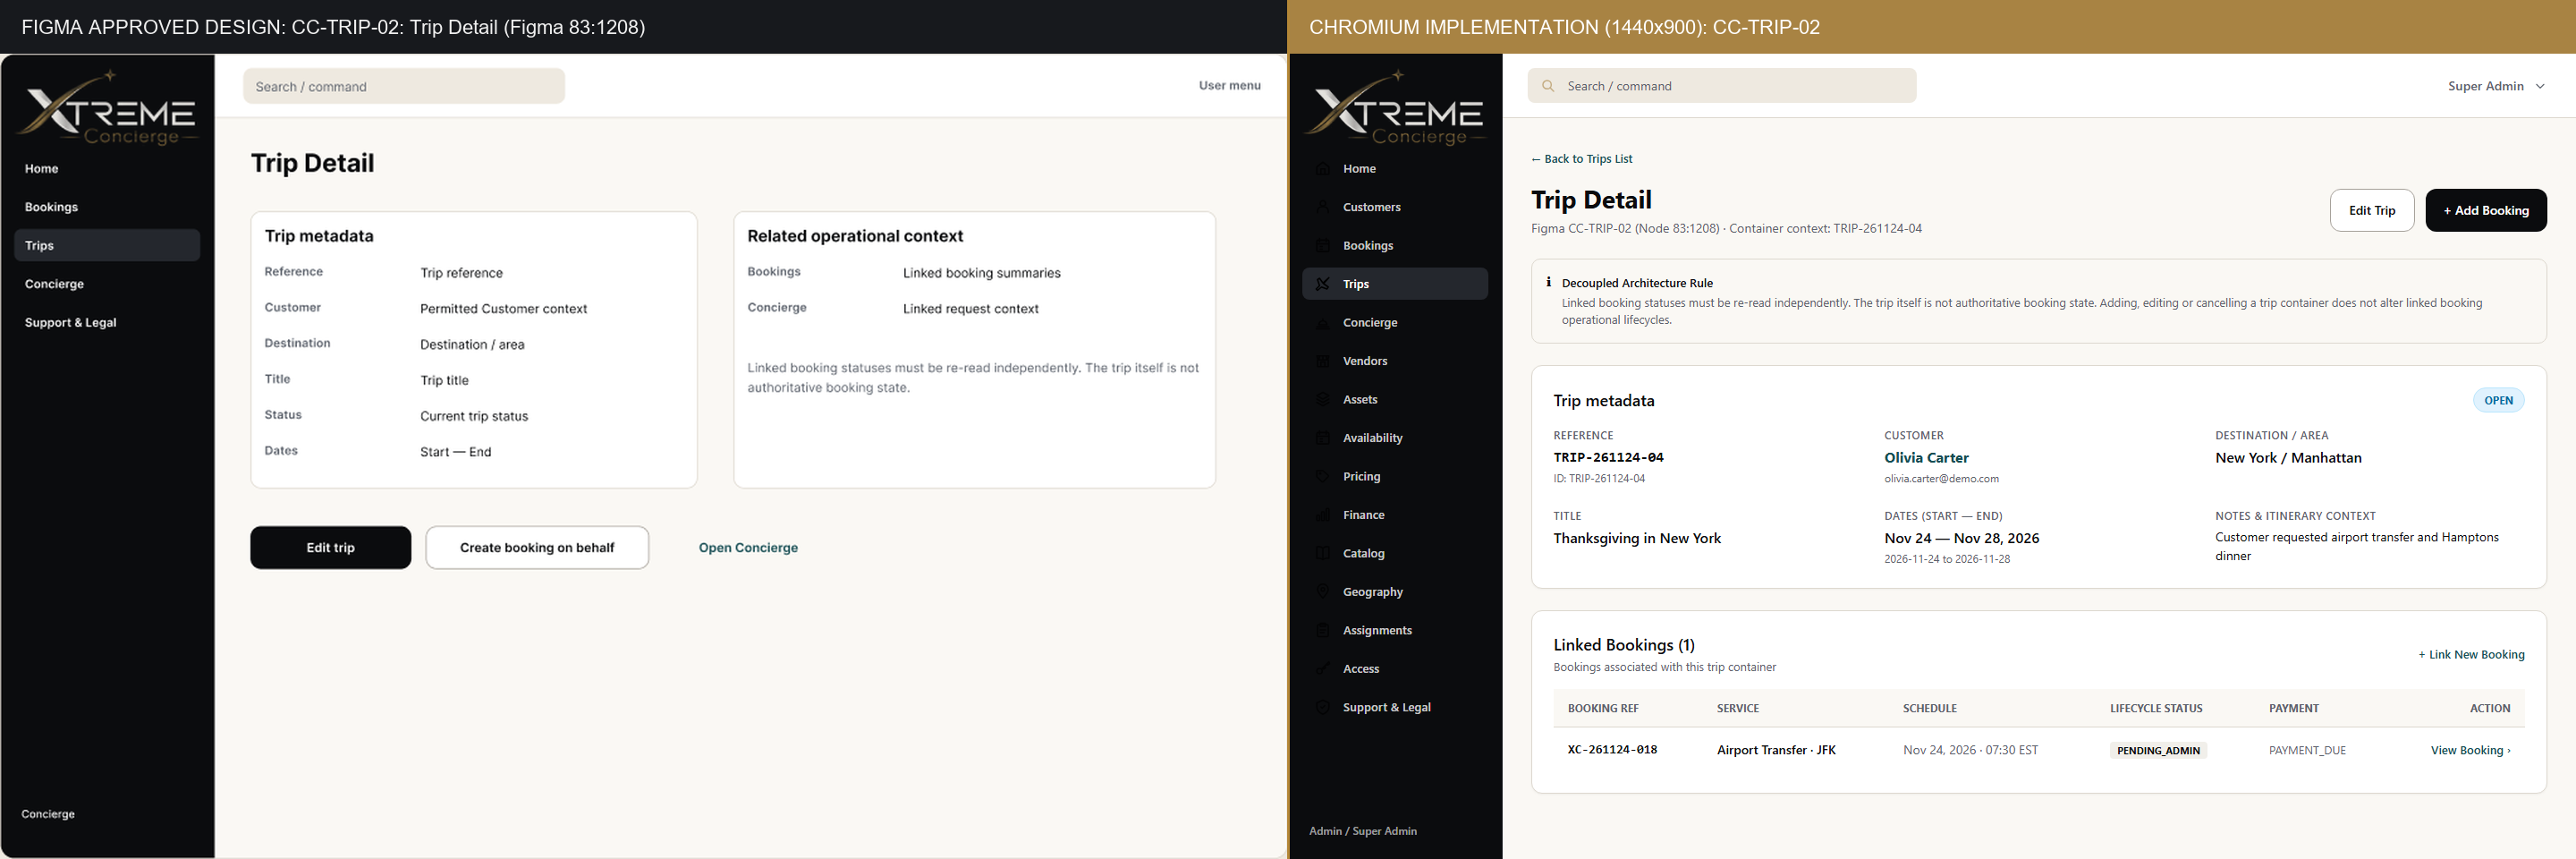 FIGMA APPROVED DESIGN: CC-TRIP-02: Trip Detail (Figma 83:1208)
XTREME
Concierge
Home
Bookings
Trips
Concierge
Support & Legal
Concierge
Search / command
User menu
Trip Detail
Trip metadata
Reference Trip reference
Customer Permitted Customer context
Destination Destination / area
Title Trip title
Status Current trip status
Dates Start — End
Related operational context
Bookings Linked booking summaries
Concierge Linked request context
Linked booking statuses must be re-read independently. The trip itself is not
authoritative booking state.
Edit trip Create booking on behalf Open Concierge
CHROMIUM IMPLEMENTATION (1440x900): CC-TRIP-02
XTREME
Concierge
Home
Customers
Bookings
Trips
Concierge
Vendors
Assets
Availability
Pricing
Finance
Catalog
Geography
Assignments
Access
Support & Legal
Admin / Super Admin
Search / command
Super Admin
← Back to Trips List
Trip Detail
Figma CC-TRIP-02 (Node 83:1208) · Container context: TRIP-261124-04
Edit Trip + Add Booking
Decoupled Architecture Rule
Linked booking statuses must be re-read independently. The trip itself is not authoritative booking state. Adding, editing or cancelling a trip container does not alter linked booking
operational lifecycles.
Trip metadata
OPEN
REFERENCE CUSTOMER DESTINATION / AREA
TRIP-261124-04 Olivia Carter New York / Manhattan
ID: TRIP-261124-04 olivia.carter@demo.com
TITLE DATES (START — END) NOTES & ITINERARY CONTEXT
Thanksgiving in New York Nov 24 — Nov 28, 2026 Customer requested airport transfer and Hamptons
dinner
2026-11-24 to 2026-11-28
Linked Bookings (1)
Bookings associated with this trip container
+ Link New Booking
BOOKING REF SERVICE SCHEDULE LIFECYCLE STATUS PAYMENT ACTION
XC-261124-018 Airport Transfer · JFK Nov 24, 2026 · 07:30 EST PENDING_ADMIN PAYMENT_DUE View Booking ›